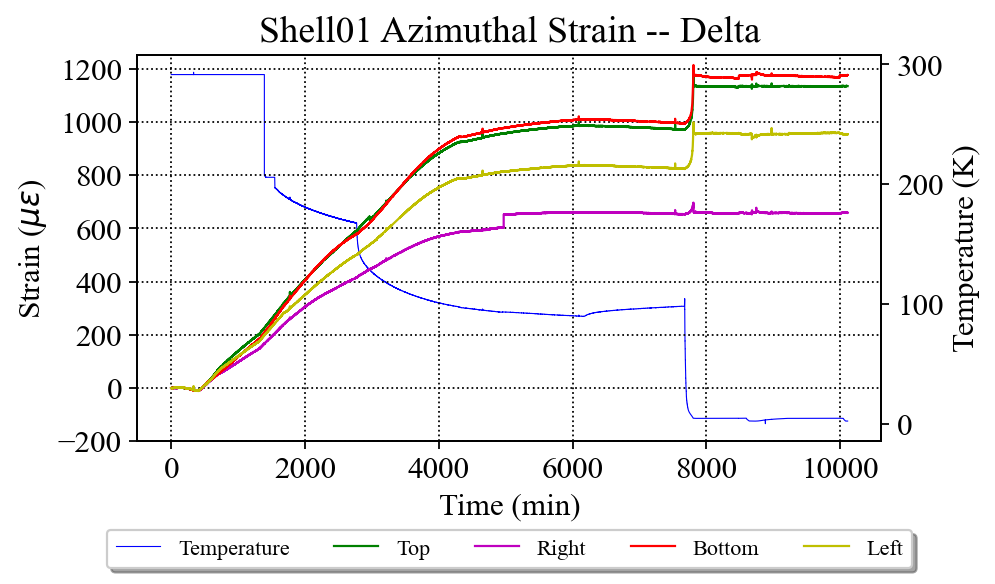 Shell01 Azimuthal Strain -- Delta
1200
1000
800
600
400
200
0
−200
Strain (με)
300
200
100
0
Temperature (K)
0 2000 4000 6000 8000 10000
Time (min)
Temperature Top Right Bottom Left